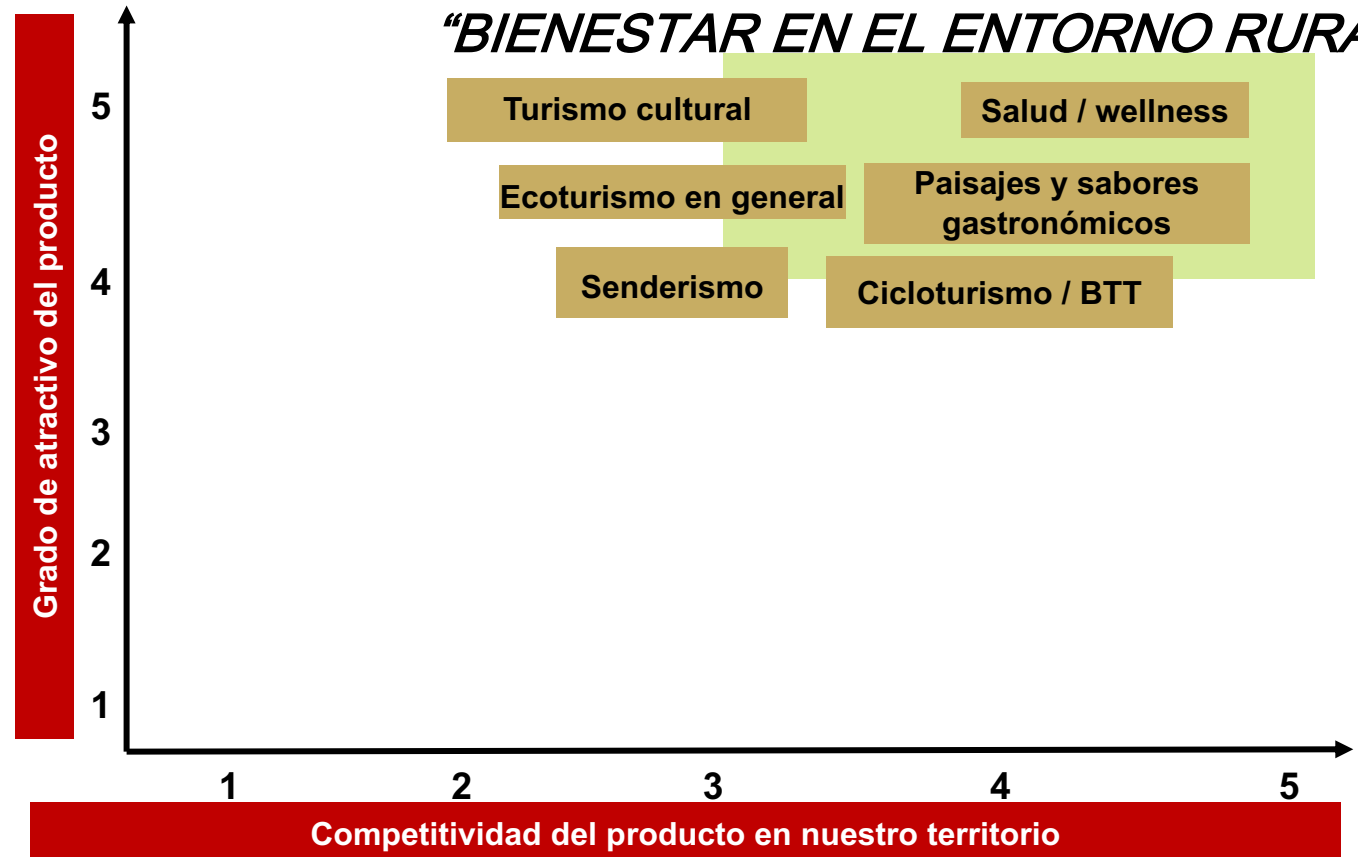 “BIENESTAR EN EL ENTORNO RURA
5
Turismo cultural
Salud / wellness
Ecoturismo en general
Paisajes y sabores
gastronómicos
4
Senderismo
Cicloturismo / BTT
3
2
1
Grado de atractivo del producto
1 2 3 4 5
Competitividad del producto en nuestro territorio